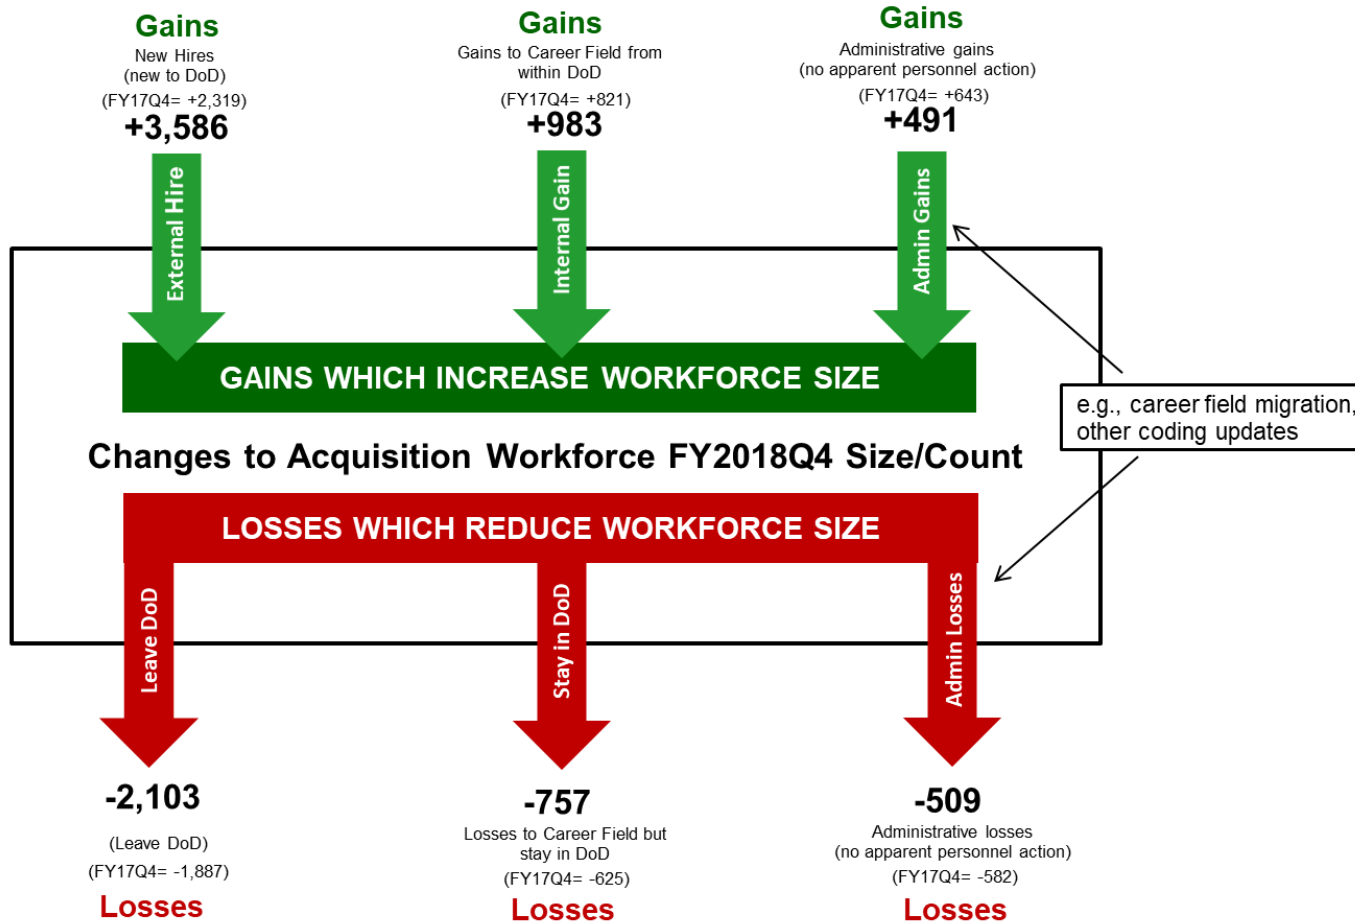 Gains
New Hires
(new to DoD)
(FY17Q4= +2,319)
+3,586
Gains
Gains to Career Field from
within DoD
(FY17Q4= +821)
+983
Gains
Administrative gains
(no apparent personnel action)
(FY17Q4= +643)
+491
External Hire
Internal Gain
Admin Gains
GAINS WHICH INCREASE WORKFORCE SIZE
e.g., career field migration,
other coding updates
Changes to Acquisition Workforce FY2018Q4 Size/Count
LOSSES WHICH REDUCE WORKFORCE SIZE
Leave DoD
Stay in DoD
Admin Losses
-2,103
(Leave DoD)
(FY17Q4= -1,887)
Losses
-757
Losses to Career Field but
stay in DoD
(FY17Q4= -625)
Losses
-509
Administrative losses
(no apparent personnel action)
(FY17Q4= -582)
Losses